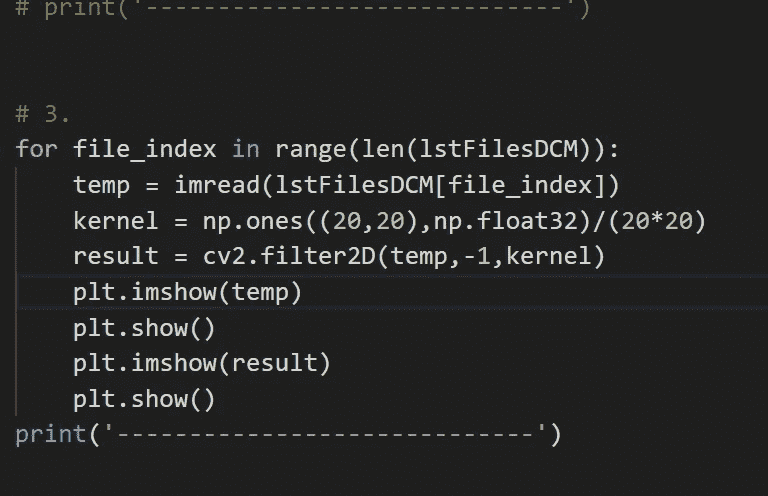 # print('-----------------------------')
# 3.
for file_index in range(len(lstFilesDCM)):
    temp = imread(lstFilesDCM[file_index])
    kernel = np.ones((20,20),np.float32)/(20*20)
    result = cv2.filter2D(temp,-1,kernel)
    plt.imshow(temp)
    plt.show()
    plt.imshow(result)
    plt.show()
print('-----------------------------')